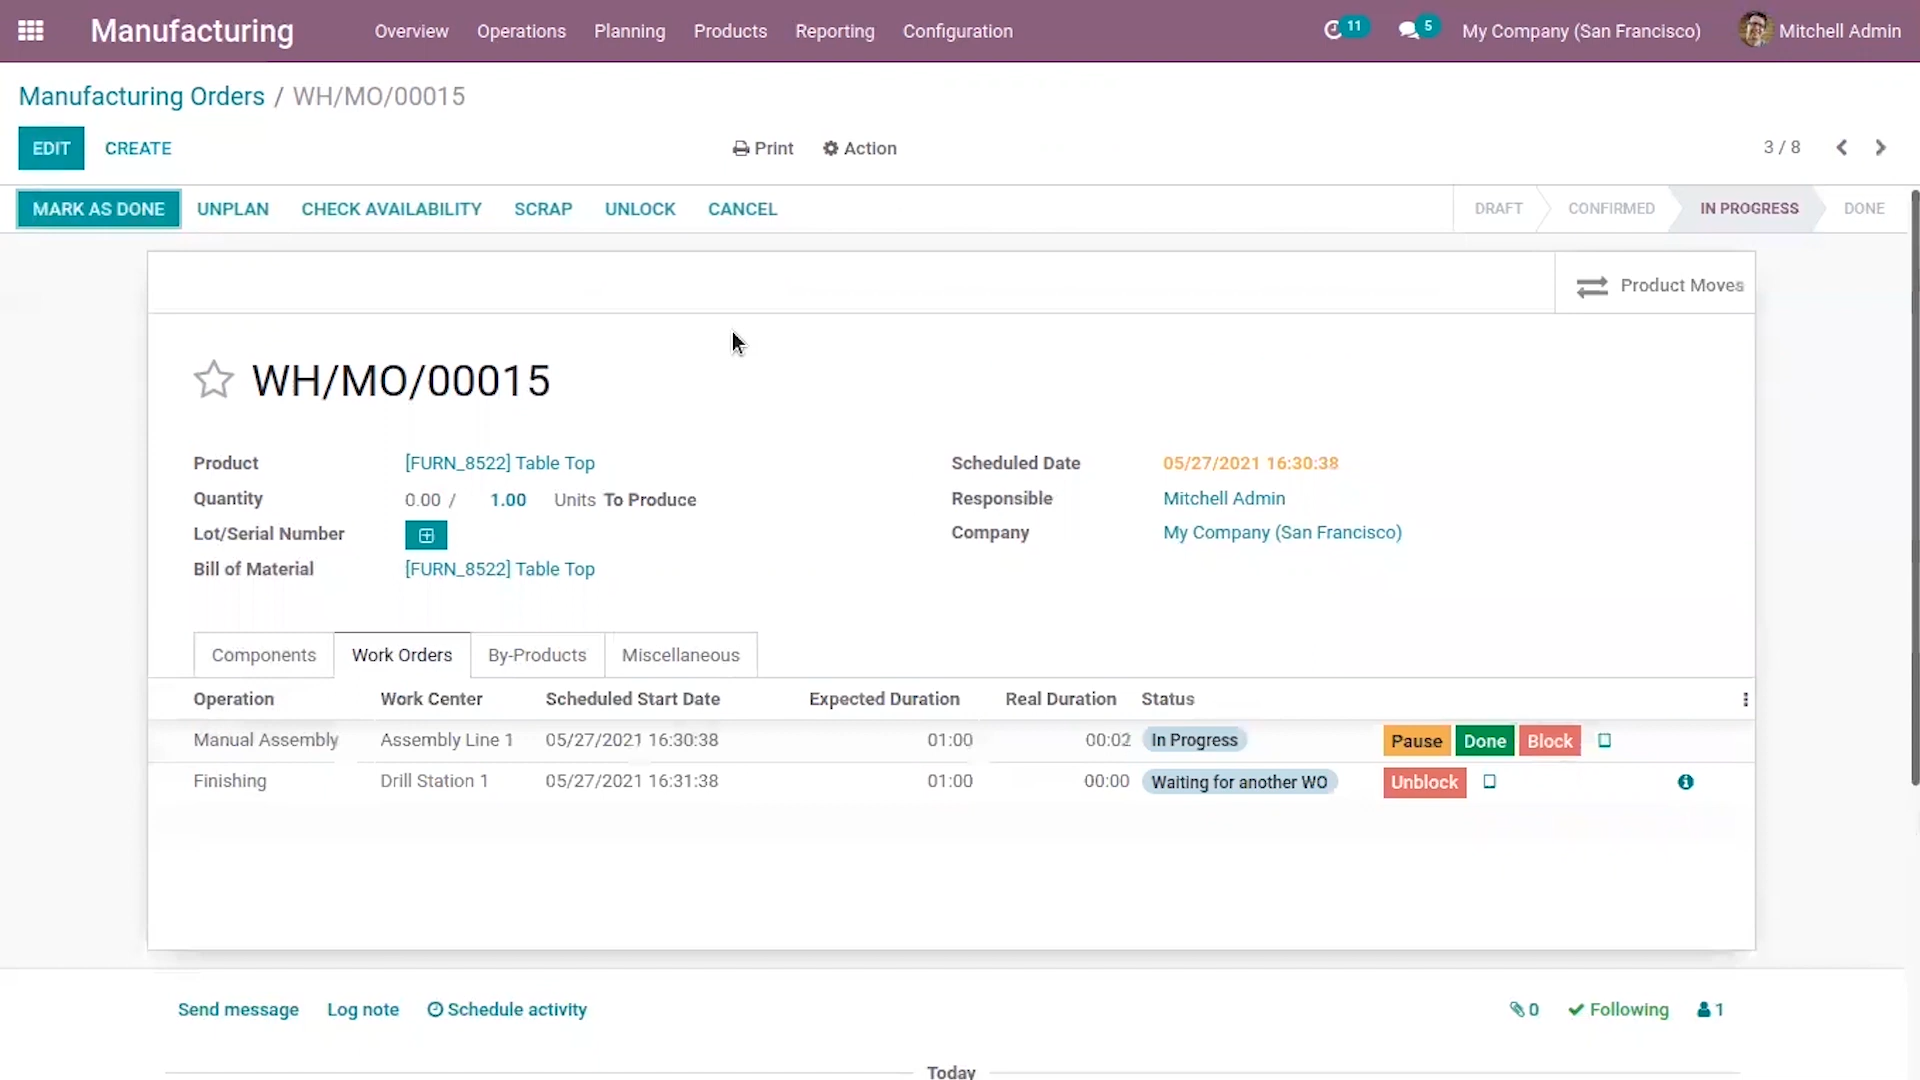 Manufacturing Overview Operations Planning Products Reporting Configuration 11 5 My Company (San Francisco) Mitchell Admin
Manufacturing Orders / WH/MO/00015
EDIT CREATE Print Action 3 / 8
MARK AS DONE UNPLAN CHECK AVAILABILITY SCRAP UNLOCK CANCEL DRAFT CONFIRMED IN PROGRESS DONE
Product Moves
WH/MO/00015
Product [FURN_8522] Table Top Scheduled Date 05/27/2021 16:30:38
Quantity 0.00 / 1.00 Units To Produce Responsible Mitchell Admin
Lot/Serial Number Company My Company (San Francisco)
Bill of Material [FURN_8522] Table Top
Components Work Orders By-Products Miscellaneous
Operation Work Center Scheduled Start Date Expected Duration Real Duration Status
Manual Assembly Assembly Line 1 05/27/2021 16:30:38 01:00 00:02 In Progress Pause Done Block
Finishing Drill Station 1 05/27/2021 16:31:38 01:00 00:00 Waiting for another WO Unblock
Send message Log note Schedule activity 0 Following 1
Today